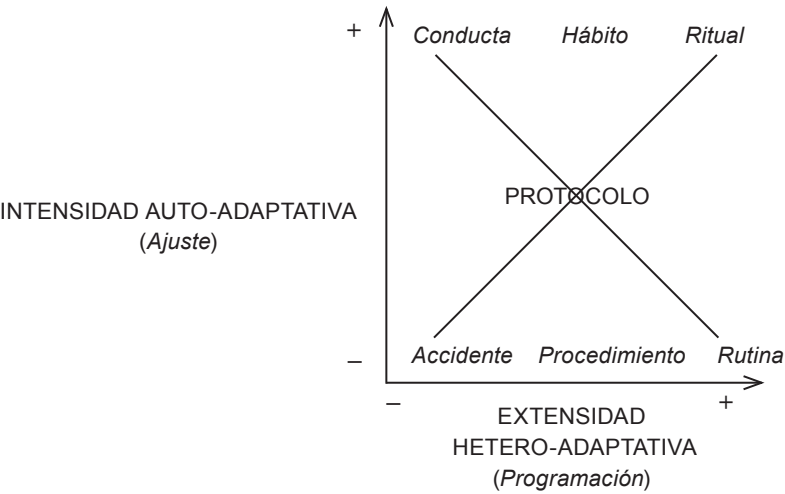 +
Conducta Hábito Ritual
PROTOCOLO
INTENSIDAD AUTO-ADAPTATIVA
(Ajuste)
–
Accidente Procedimiento Rutina
– +
EXTENSIDAD
HETERO-ADAPTATIVA
(Programación)